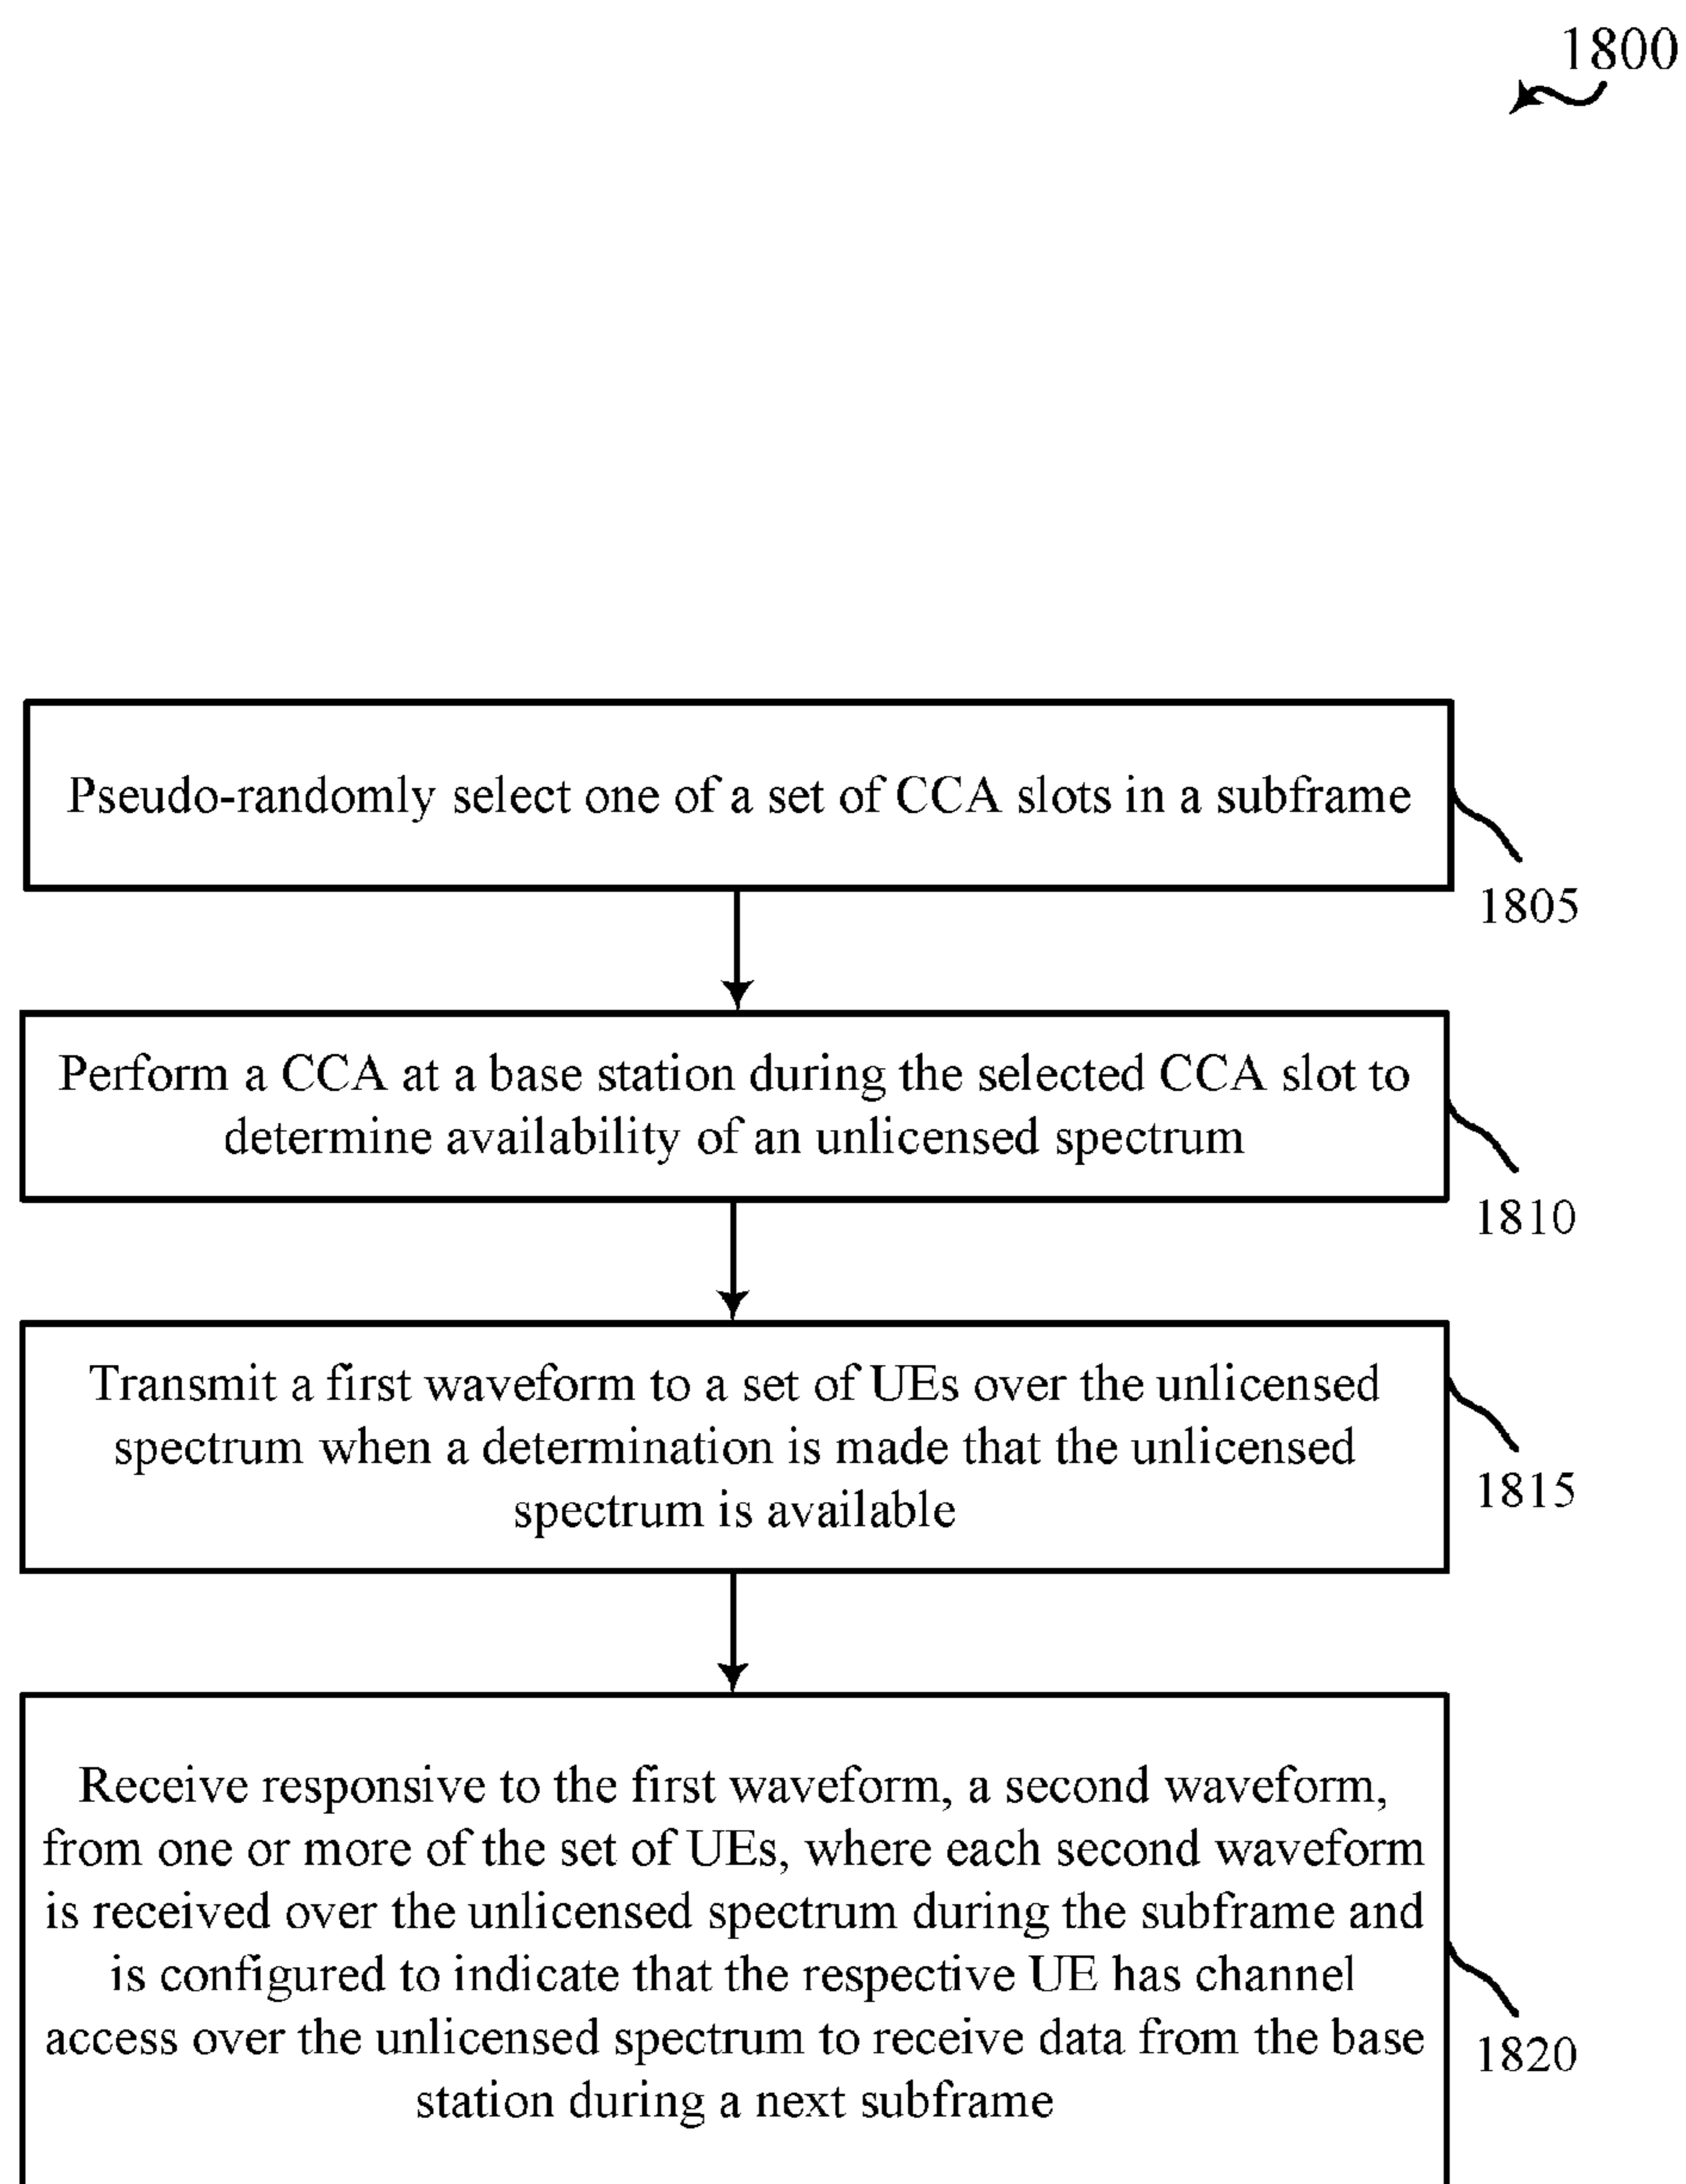 1800
Pseudo-randomly select one of a set of CCA slots in a subframe
1805
Perform a CCA at a base station during the selected CCA slot to
determine availability of an unlicensed spectrum
1810
Transmit a first waveform to a set of UEs over the unlicensed
spectrum when a determination is made that the unlicensed
spectrum is available
1815
Receive responsive to the first waveform, a second waveform,
from one or more of the set of UEs, where each second waveform
is received over the unlicensed spectrum during the subframe and
is configured to indicate that the respective UE has channel
access over the unlicensed spectrum to receive data from the base
station during a next subframe
1820